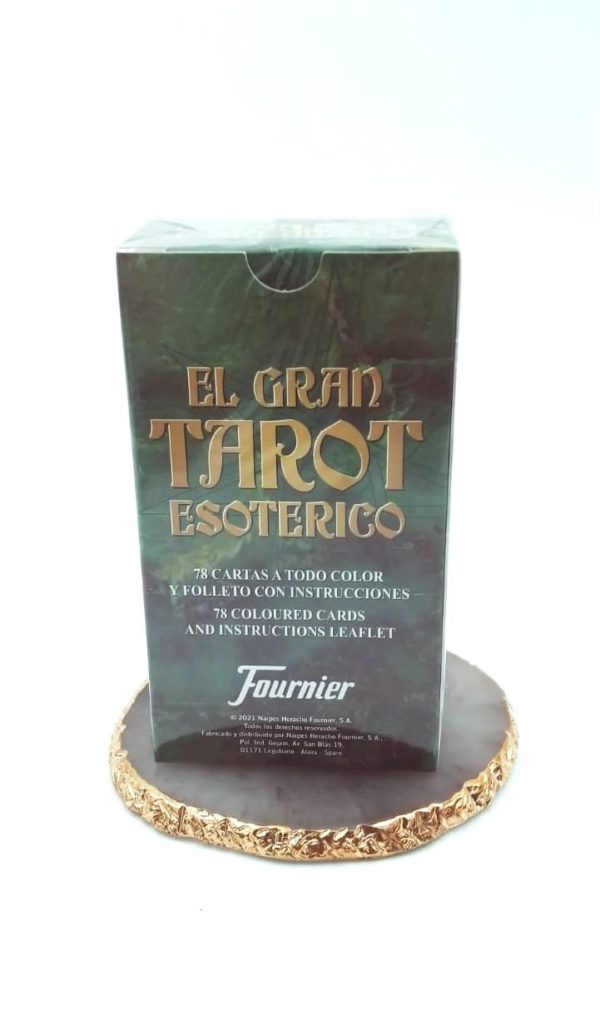 EL GRAN
TAROT
ESOTERICO
78 CARTAS A TODO COLOR
Y FOLLETO CON INSTRUCCIONES
78 COLOURED CARDS
AND INSTRUCTIONS LEAFLET
Fournier
© 2021 Naipes Heraclio Fournier, S.A.
Todos los derechos reservados.
Fabricado y distribuido por Naipes Heraclio Fournier, S.A.,
Pol. Ind. Gojain, Av. San Blas 19,
01171 Legutiano - Alava - Spain